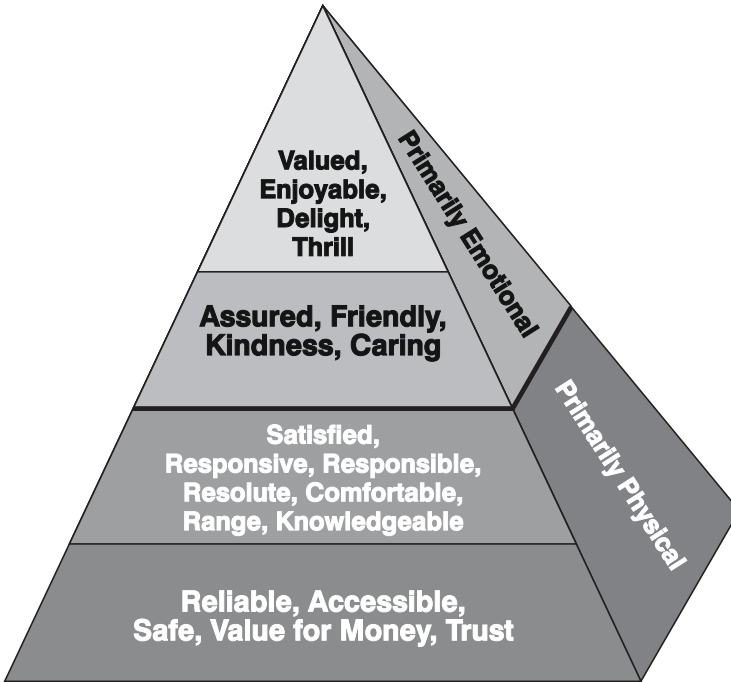 Valued,
Enjoyable,
Delight,
Thrill
Primarily Emotional
Assured, Friendly,
Kindness, Caring
Satisfied,
Responsive, Responsible,
Resolute, Comfortable,
Range, Knowledgeable
Primarily Physical
Reliable, Accessible,
Safe, Value for Money, Trust